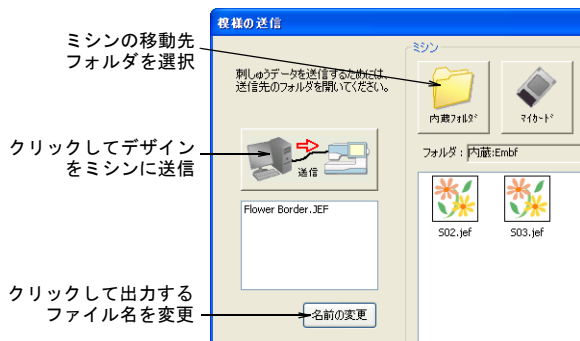 模様の送信
ミシンの移動先
フォルダを選択
刺しゅうデータを送信するためには、
送信先のフォルダを開いてください。
ミシン
内蔵フォルダ
マイカード
クリックしてデザイン
をミシンに送信
送信
フォルダ : 内蔵:Embf
Flower Border.JEF
S02.jef
S03.jef
クリックして出力する
ファイル名を変更
名前の変更